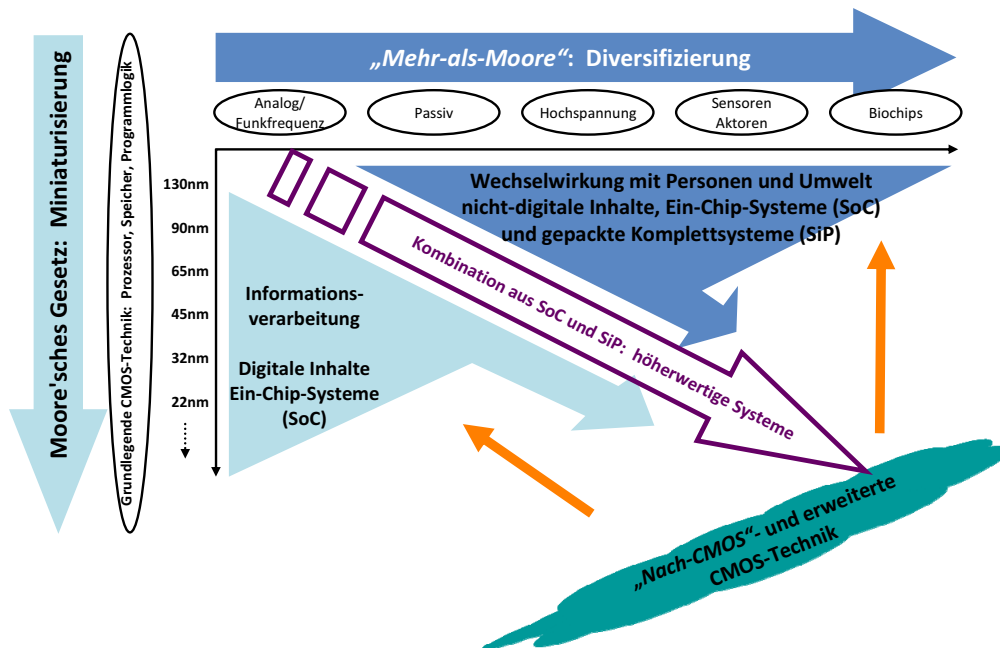 „Mehr-als-Moore“: Diversifizierung
Analog/
Funkfrequenz
Passiv
Hochspannung
Sensoren
Aktoren
Biochips
Moore'sches Gesetz: Miniaturisierung
Grundlegende CMOS-Technik: Prozessor, Speicher, Programmlogik
130nm
90nm
65nm
45nm
32nm
22nm
Wechselwirkung mit Personen und Umwelt
nicht-digitale Inhalte, Ein-Chip-Systeme (SoC)
und gepackte Komplettsysteme (SiP)
Kombination aus SoC und SiP: höherwertige Systeme
Informations-
verarbeitung
Digitale Inhalte
Ein-Chip-Systeme
(SoC)
„Nach-CMOS“- und erweiterte
CMOS-Technik